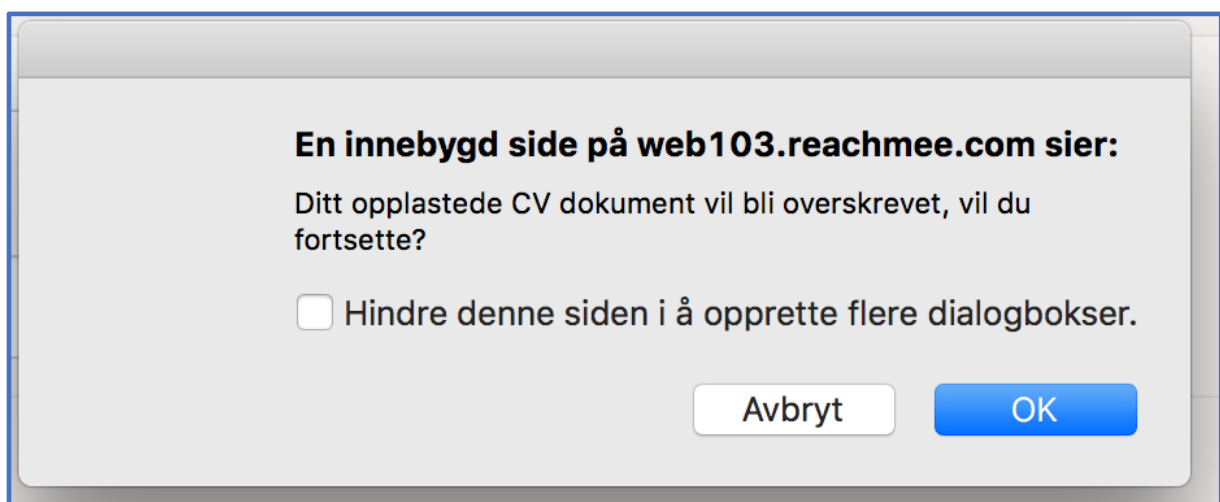 En innebygd side på web103.reachmee.com sier:
Ditt opplastede CV dokument vil bli overskrevet, vil du
fortsette?
Hindre denne siden i å opprette flere dialogbokser.
Avbryt
OK